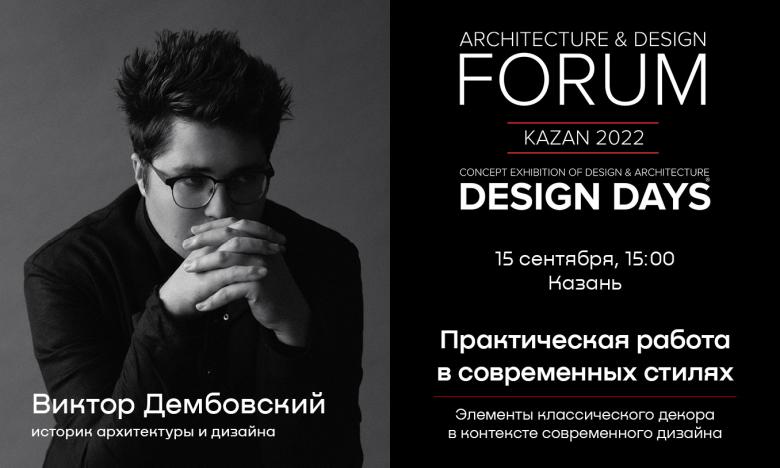 Виктор Дембовский
историк архитектуры и дизайна
ARCHITECTURE & DESIGN
FORUM
KAZAN 2022
CONCEPT EXHIBITION OF DESIGN & ARCHITECTURE
DESIGN DAYS®
15 сентября, 15:00
Казань
Практическая работа
в современных стилях
Элементы классического декора
в контексте современного дизайна